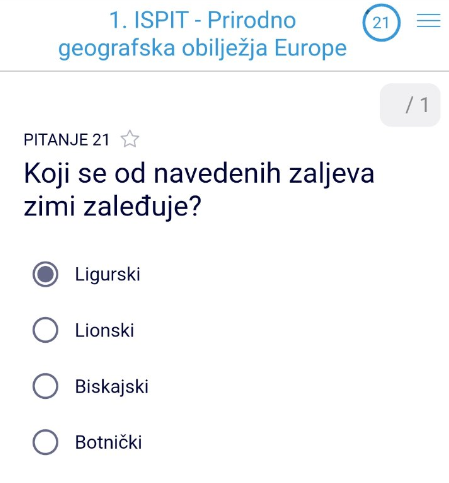 1. ISPIT - Prirodno
geografska obilježja Europe
21
/ 1
PITANJE 21
Koji se od navedenih zaljeva
zimi zaleđuje?
Ligurski
Lionski
Biskajski
Botnički